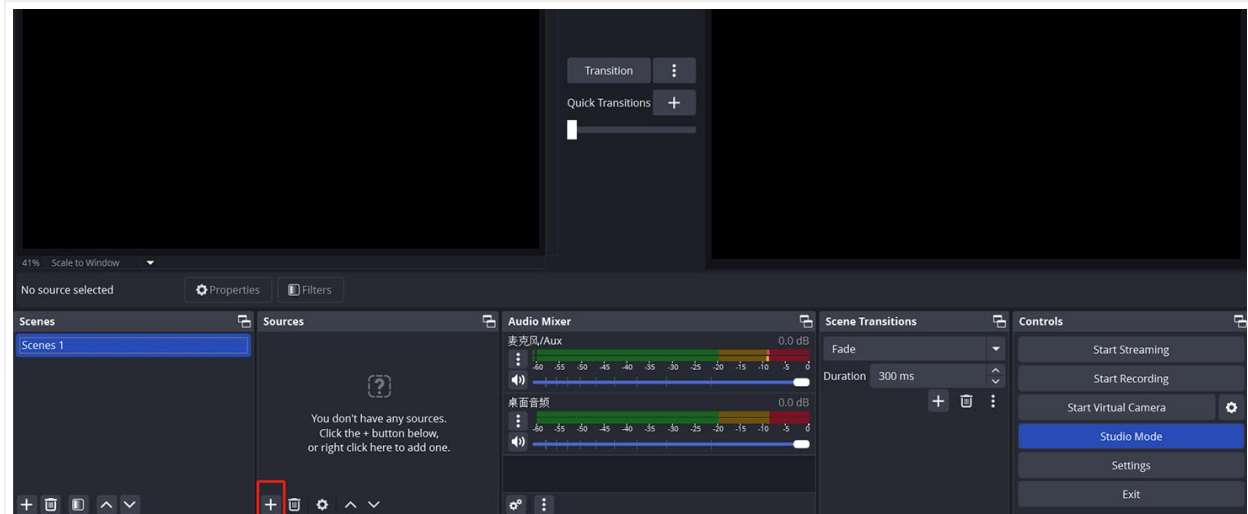 Transition
Quick Transitions
41% Scale to Window
No source selected Properties Filters
Scenes
Scenes 1
Sources
You don't have any sources.
Click the + button below,
or right click here to add one.
Audio Mixer
麦克风/Aux 0.0 dB
-60 -55 -50 -45 -40 -35 -30 -25 -20 -15 -10 -5 0
桌面音频 0.0 dB
-60 -55 -50 -45 -40 -35 -30 -25 -20 -15 -10 -5 0
Scene Transitions
Fade
Duration 300 ms
Controls
Start Streaming
Start Recording
Start Virtual Camera
Studio Mode
Settings
Exit